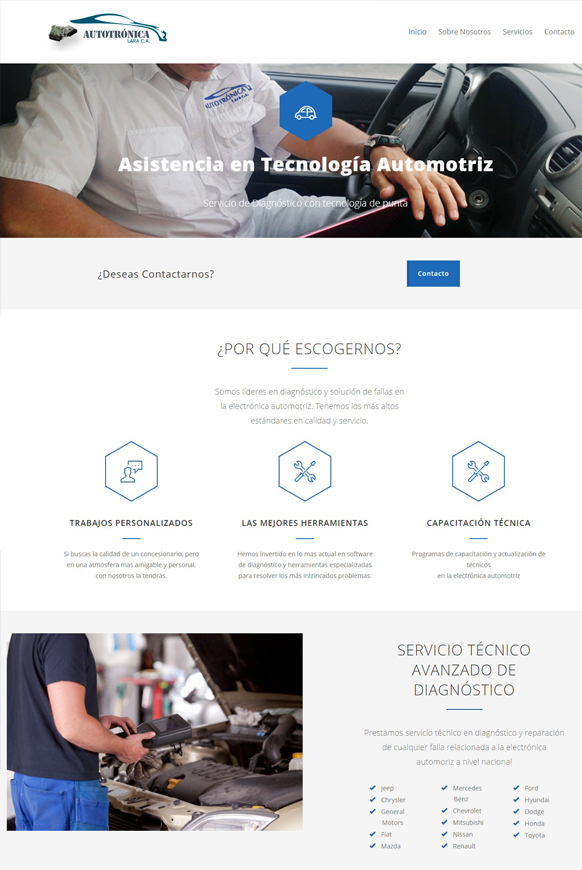 AUTOTRÓNICA
LARA C.A.
Inicio
Sobre Nosotros
Servicios
Contacto
AUTOTRÓNICA
Lara C.A.
Asistencia en Tecnología Automotriz
Servicio de Diagnóstico con tecnología de punta
¿Deseas Contactarnos?
Contacto
¿POR QUÉ ESCOGERNOS?
Somos líderes en diagnóstico y solución de fallas en
la electrónica automotriz. Tenemos los más altos
estándares en calidad y servicio.
TRABAJOS PERSONALIZADOS
Si buscas la calidad de un concesionario, pero
en una atmósfera mas amigable y personal,
con nosotros la tendrás.
LAS MEJORES HERRAMIENTAS
Hemos invertido en lo mas actual en software
de diagnóstico y herramientas especializadas
para resolver los más intrincados problemas.
CAPACITACIÓN TÉCNICA
Programas de capacitación y actualización de
técnicos
en la electrónica automotriz
SERVICIO TÉCNICO
AVANZADO DE
DIAGNÓSTICO
Prestamos servicio técnico en diagnóstico y reparación
de cualquier falla relacionada a la electrónica
automoriz a nivel nacional
Jeep
Chrysler
General
Motors
Fiat
Mazda
Mercedes
Benz
Chevrolet
Mitsubishi
Nissan
Renault
Ford
Hyundai
Dodge
Honda
Toyota